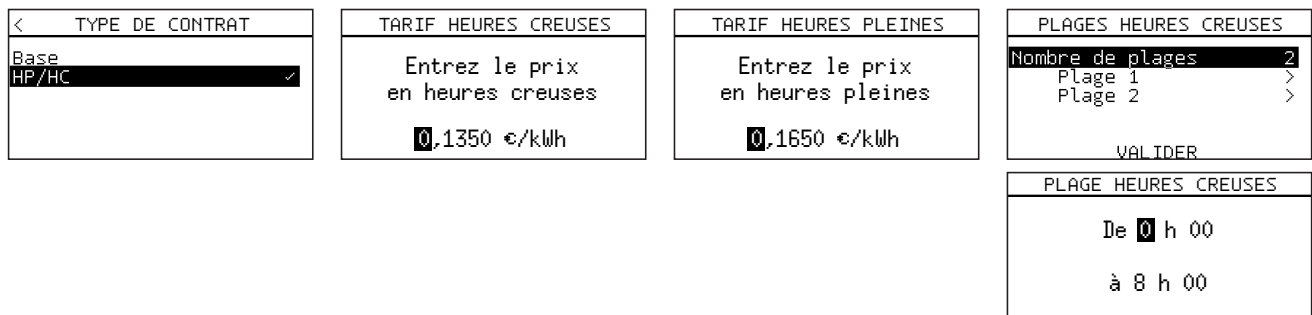 < TYPE DE CONTRAT
Base
HP/HC ✓
TARIF HEURES CREUSES
Entrez le prix
en heures creuses
0,1350 €/kWh
TARIF HEURES PLEINES
Entrez le prix
en heures pleines
0,1650 €/kWh
PLAGES HEURES CREUSES
Nombre de plages 2
Plage 1 >
Plage 2 >
VALIDER
PLAGE HEURES CREUSES
De 0 h 00
à 8 h 00